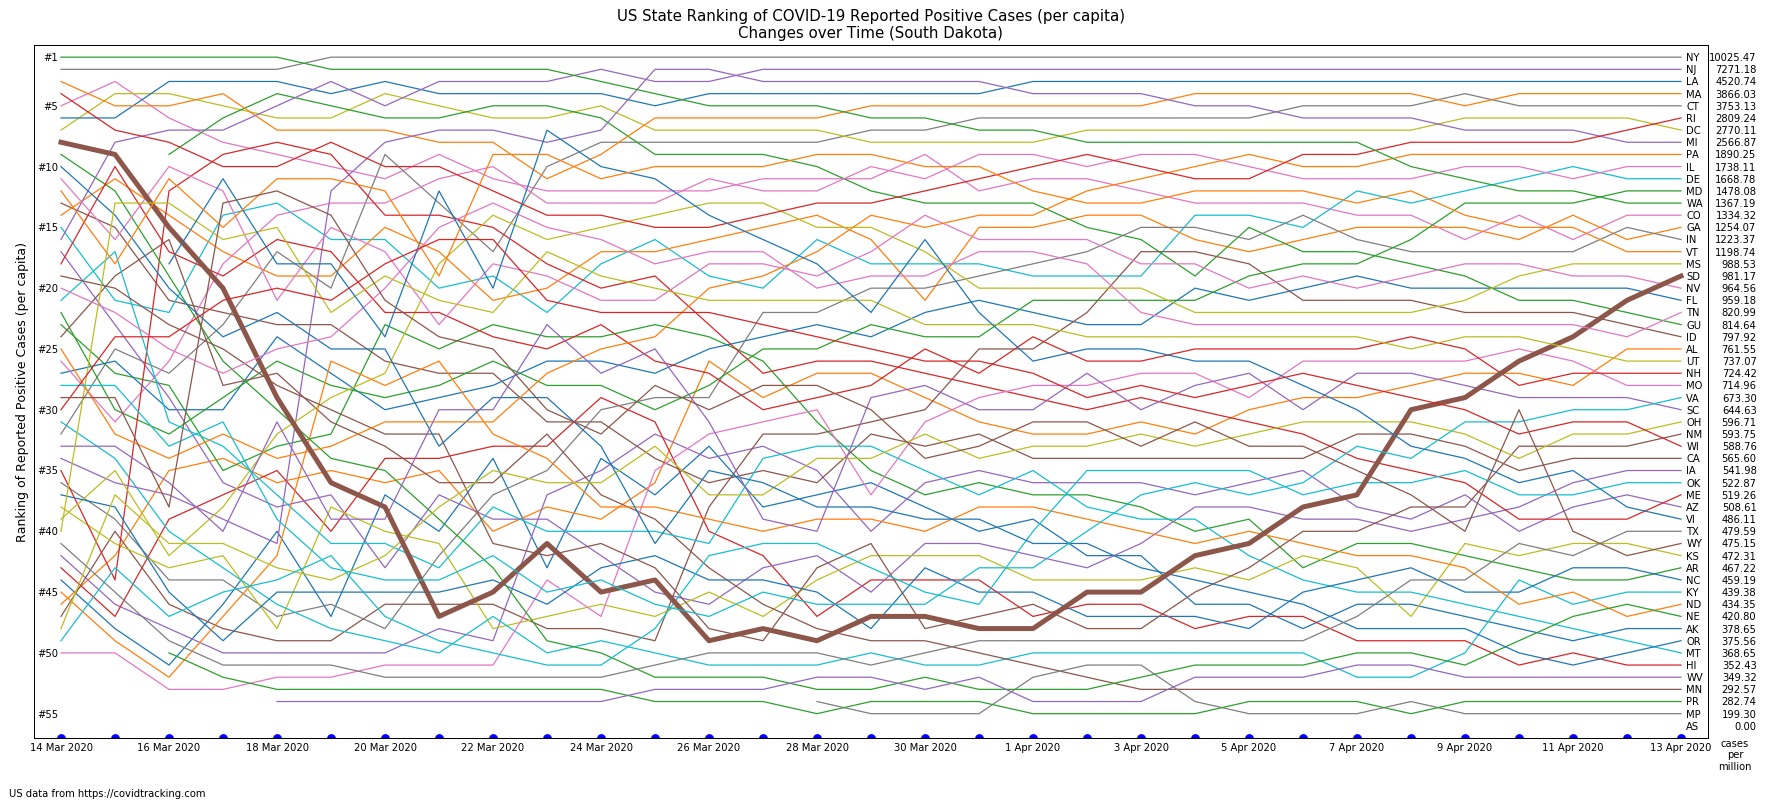 US State Ranking of COVID-19 Reported Positive Cases (per capita)
Changes over Time (South Dakota)
Ranking of Reported Positive Cases (per capita)
#1
#5
#10
#15
#20
#25
#30
#35
#40
#45
#50
#55
NY 10025.47
NJ 7271.18
LA 4520.74
MA 3866.03
CT 3753.13
RI 2809.24
DC 2770.11
MI 2566.87
PA 1890.25
IL 1738.11
DE 1668.78
MD 1478.08
WA 1367.19
CO 1334.32
GA 1254.07
IN 1223.37
VT 1198.74
MS 988.53
SD 981.17
NV 964.56
FL 959.18
TN 820.99
GU 814.64
ID 797.92
AL 761.55
UT 737.07
NH 724.42
MO 714.96
VA 673.30
SC 644.63
OH 596.71
NM 593.75
WI 588.76
CA 565.60
IA 541.98
OK 522.87
ME 519.26
AZ 508.61
VI 486.11
TX 479.59
WY 475.15
KS 472.31
AR 467.22
NC 459.19
KY 439.38
ND 434.35
NE 420.80
AK 378.65
OR 375.56
MT 368.65
HI 352.43
WV 349.32
MN 292.57
PR 282.74
MP 199.30
AS 0.00
14 Mar 2020 16 Mar 2020 18 Mar 2020 20 Mar 2020 22 Mar 2020 24 Mar 2020 26 Mar 2020 28 Mar 2020 30 Mar 2020 1 Apr 2020 3 Apr 2020 5 Apr 2020 7 Apr 2020 9 Apr 2020 11 Apr 2020 13 Apr 2020
cases
per
million
US data from https://covidtracking.com